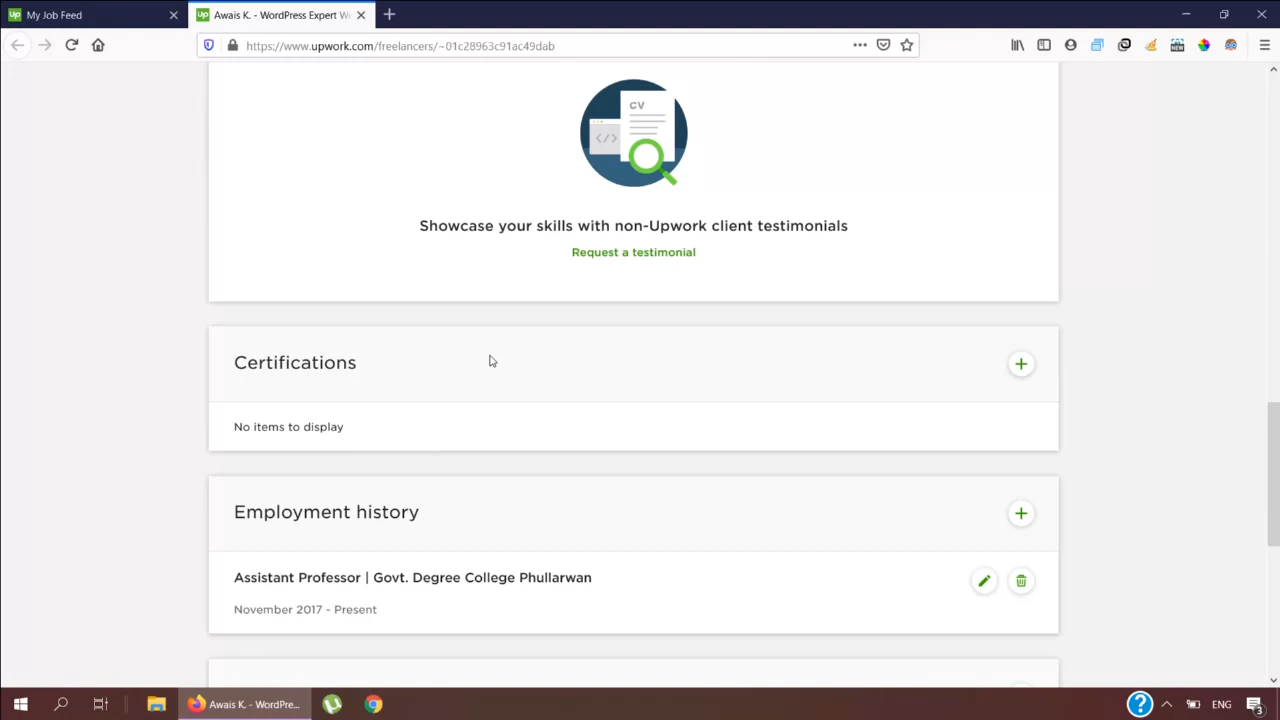 My Job Feed
Awais K. - WordPress Expert We
https://www.upwork.com/freelancers/~01c28963c91ac49dab
CV
</>
Showcase your skills with non-Upwork client testimonials
Request a testimonial
Certifications
No items to display
Employment history
Assistant Professor | Govt. Degree College Phullarwan
November 2017 - Present
Awais K. - WordPre...
ENG
3